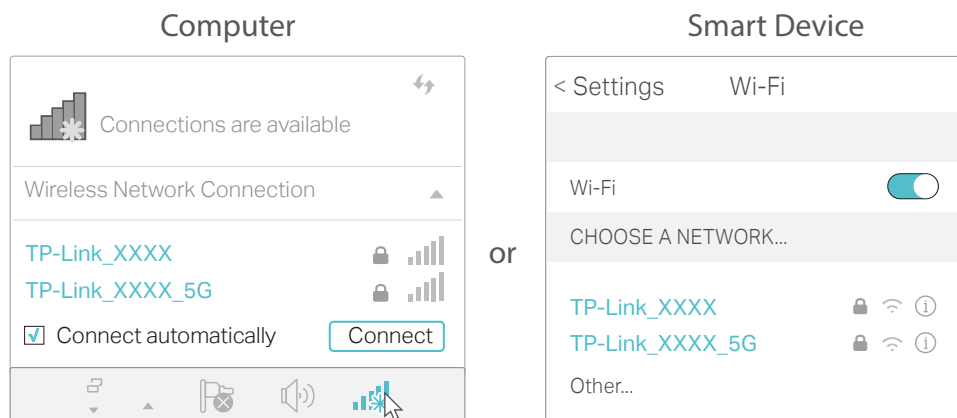 Computer
Connections are available
Wireless Network Connection
TP-Link_XXXX
TP-Link_XXXX_5G
Connect automatically
Connect
or
Smart Device
< Settings
Wi-Fi
Wi-Fi
CHOOSE A NETWORK...
TP-Link_XXXX
TP-Link_XXXX_5G
Other...